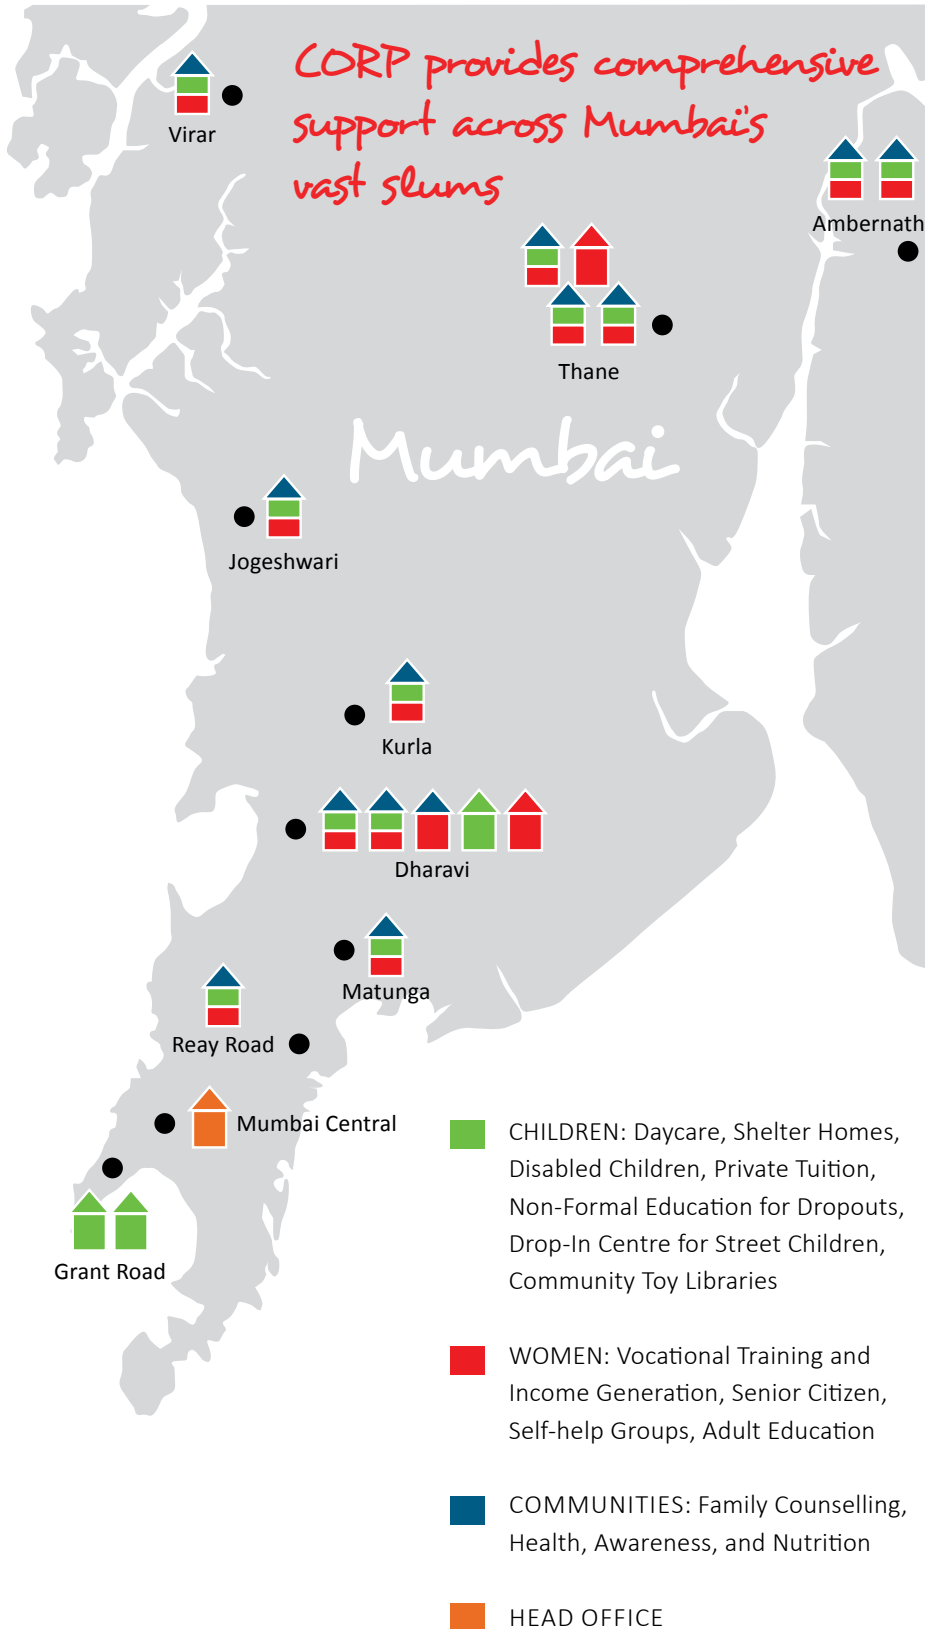 CORP provides comprehensive
support across Mumbai's
vast slums
Virar
Ambernath
Thane
Mumbai
Jogeshwari
Kurla
Dharavi
Matunga
Reay Road
Mumbai Central
Grant Road
CHILDREN: Daycare, Shelter Homes,
Disabled Children, Private Tuition,
Non-Formal Education for Dropouts,
Drop-In Centre for Street Children,
Community Toy Libraries
WOMEN: Vocational Training and
Income Generation, Senior Citizen,
Self-help Groups, Adult Education
COMMUNITIES: Family Counselling,
Health, Awareness, and Nutrition
HEAD OFFICE